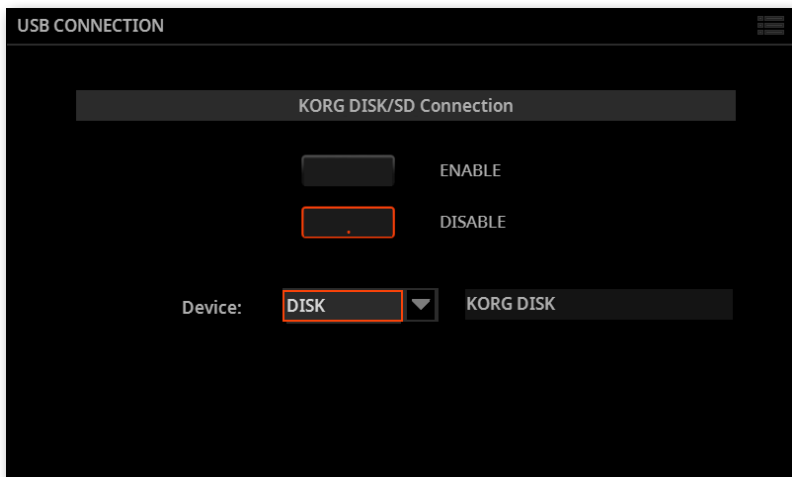 USB CONNECTION
KORG DISK/SD Connection
ENABLE
DISABLE
Device: DISK KORG DISK